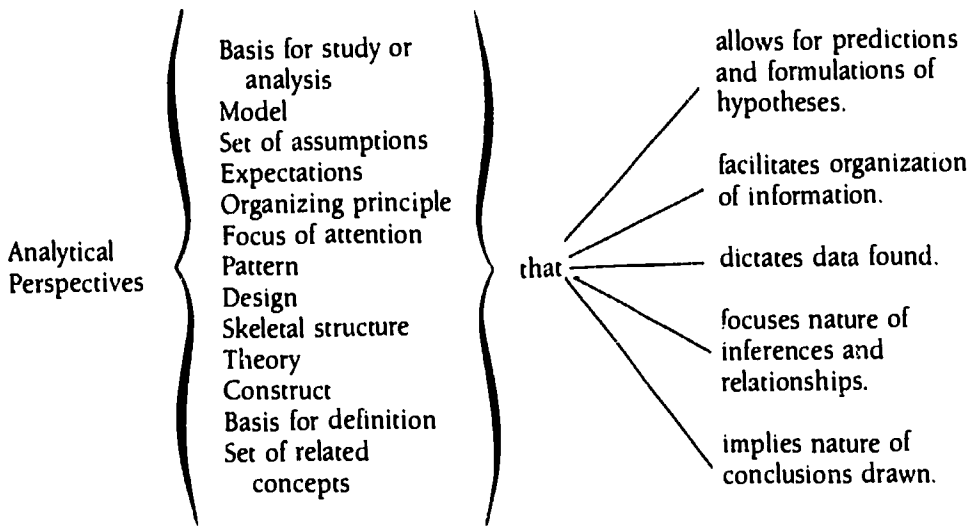 Analytical
Perspectives
Basis for study or
analysis
Model
Set of assumptions
Expectations
Organizing principle
Focus of attention
Pattern
Design
Skeletal structure
Theory
Construct
Basis for definition
Set of related
concepts
that
allows for predictions
and formulations of
hypotheses.
facilitates organization
of information.
dictates data found.
focuses nature of
inferences and
relationships.
implies nature of
conclusions drawn.